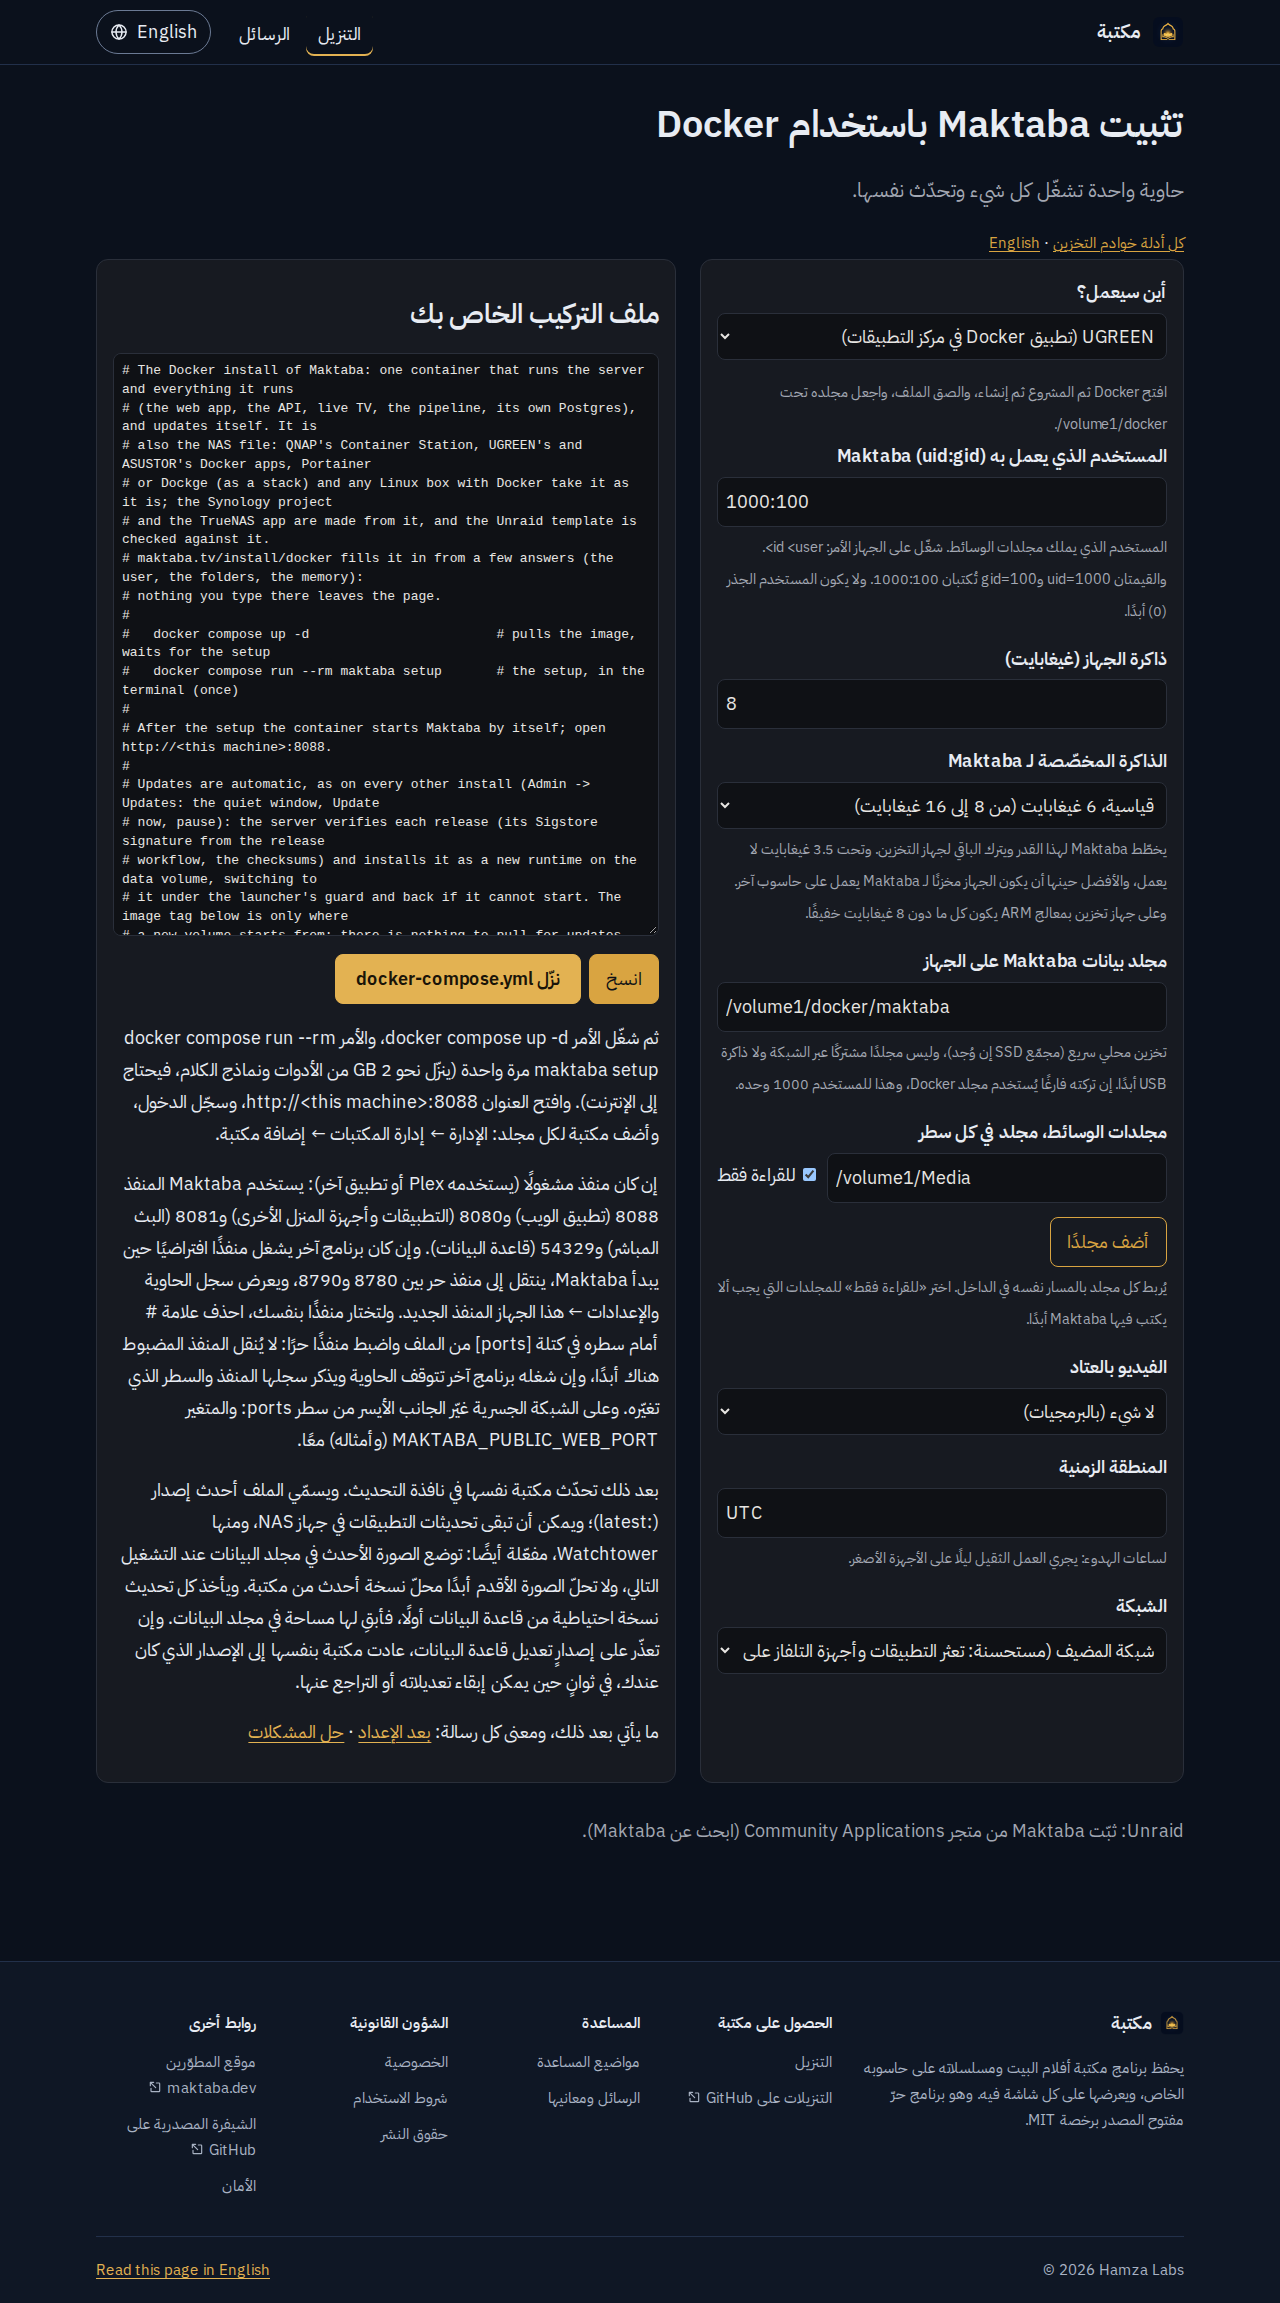 مكتبة
التنزيل
الرسائل
English
تثبيت Maktaba باستخدام Docker
حاوية واحدة تشغّل كل شيء وتحدّث نفسها.
كل أدلة خوادم التخزين · English
أين سيعمل؟
UGREEN (تطبيق Docker في مركز التطبيقات)
افتح Docker ثم المشروع ثم إنشاء، والصق الملف، واجعل مجلده تحت
/volume1/docker.
المستخدم الذي يعمل به Maktaba (uid:gid)
1000:100
المستخدم الذي يملك مجلدات الوسائط. شغّل على الجهاز الأمر: id <user>.
والقيمتان uid=1000 وgid=100 تُكتبان 1000:100. ولا يكون المستخدم الجذر
(0) أبدًا.
ذاكرة الجهاز (غيغابايت)
8
الذاكرة المخصّصة لـ Maktaba
قياسية، 6 غيغابايت (من 8 إلى 16 غيغابايت)
يخطّط Maktaba لهذا القدر ويترك الباقي لجهاز التخزين. وتحت 3.5 غيغابايت لا
يعمل، والأفضل حينها أن يكون الجهاز مخزنًا لـ Maktaba يعمل على حاسوب آخر.
وعلى جهاز تخزين بمعالج ARM يكون كل ما دون 8 غيغابايت خفيفًا.
مجلد بيانات Maktaba على الجهاز
/volume1/docker/maktaba
تخزين محلي سريع (مجمّع SSD إن وُجد)، وليس مجلدًا مشتركًا عبر الشبكة ولا ذاكرة
USB أبدًا. إن تركته فارغًا يُستخدم مجلد Docker، وهذا للمستخدم 1000 وحده.
مجلدات الوسائط، مجلد في كل سطر
/volume1/Media
للقراءة فقط
أضف مجلدًا
يُربط كل مجلد بالمسار نفسه في الداخل. اختر «للقراءة فقط» للمجلدات التي يجب ألا
يكتب فيها Maktaba أبدًا.
الفيديو بالعتاد
لا شيء (بالبرمجيات)
المنطقة الزمنية
UTC
لساعات الهدوء: يجري العمل الثقيل ليلًا على الأجهزة الأصغر.
الشبكة
شبكة المضيف (مستحسنة: تعثر التطبيقات وأجهزة التلفاز على
ملف التركيب الخاص بك
# The Docker install of Maktaba: one container that runs the server
and everything it runs
# (the web app, the API, live TV, the pipeline, its own Postgres),
and updates itself. It is
# also the NAS file: QNAP's Container Station, UGREEN's and
ASUSTOR's Docker apps, Portainer
# or Dockge (as a stack) and any Linux box with Docker take it as
it is; the Synology project
# and the TrueNAS app are made from it, and the Unraid template is
checked against it.
# maktaba.tv/install/docker fills it in from a few answers (the
user, the folders, the memory):
# nothing you type there leaves the page.
#
#   docker compose up -d                        # pulls the image,
waits for the setup
#   docker compose run --rm maktaba setup       # the setup, in the
terminal (once)
#
# After the setup the container starts Maktaba by itself; open
http://<this machine>:8088.
#
# Updates are automatic, as on every other install (Admin ->
Updates: the quiet window, Update
# now, pause): the server verifies each release (its Sigstore
signature from the release
# workflow, the checksums) and installs it as a new runtime on the
data volume, switching to
# it under the launcher's guard and back if it cannot start. The
image tag below is only where
# a new volume starts from: there is nothing to pull for updates
انسخ
نزّل docker-compose.yml
ثم شغّل الأمر docker compose up -d، والأمر docker compose run --rm
maktaba setup مرة واحدة (ينزّل نحو 2 GB من الأدوات ونماذج الكلام، فيحتاج
إلى الإنترنت). وافتح العنوان http://<this machine>:8088، وسجّل الدخول،
وأضف مكتبة لكل مجلد: الإدارة ← إدارة المكتبات ← إضافة مكتبة.
إن كان منفذ مشغولًا (يستخدمه Plex أو تطبيق آخر): يستخدم Maktaba المنفذ
8088 (تطبيق الويب) و8080 (التطبيقات وأجهزة المنزل الأخرى) و8081 (البث
المباشر) و54329 (قاعدة البيانات). وإن كان برنامج آخر يشغل منفذًا افتراضيًا حين
يبدأ Maktaba، ينتقل إلى منفذ حر بين 8780 و8790، ويعرض سجل الحاوية
والإعدادات ← هذا الجهاز المنفذ الجديد. ولتختار منفذًا بنفسك، احذف علامة #
أمام سطره في كتلة [ports] من الملف واضبط منفذًا حرًا: لا يُنقل المنفذ المضبوط
هناك أبدًا، وإن شغله برنامج آخر تتوقف الحاوية ويذكر سجلها المنفذ والسطر الذي
تغيّره. وعلى الشبكة الجسرية غيّر الجانب الأيسر من سطر ports: والمتغير
MAKTABA_PUBLIC_WEB_PORT (وأمثاله) معًا.
بعد ذلك تحدّث مكتبة نفسها في نافذة التحديث. ويسمّي الملف أحدث إصدار
(:latest)؛ ويمكن أن تبقى تحديثات التطبيقات في جهاز NAS، ومنها
Watchtower، مفعّلة أيضًا: توضع الصورة الأحدث في مجلد البيانات عند التشغيل
التالي، ولا تحلّ الصورة الأقدم أبدًا محلّ نسخة أحدث من مكتبة. ويأخذ كل تحديث
نسخة احتياطية من قاعدة البيانات أولًا، فأبقِ لها مساحة في مجلد البيانات. وإن
تعذّر على إصدارٍ تعديل قاعدة البيانات، عادت مكتبة بنفسها إلى الإصدار الذي كان
عندك، في ثوانٍ حين يمكن إبقاء تعديلاته أو التراجع عنها.
ما يأتي بعد ذلك، ومعنى كل رسالة: بعد الإعداد · حل المشكلات
Unraid: ثبّت Maktaba من متجر Community Applications (ابحث عن Maktaba).
مكتبة
يحفظ برنامج مكتبة أفلام البيت ومسلسلاته على حاسوبه
الخاص، ويعرضها على كل شاشة فيه. وهو برنامج حرّ
مفتوح المصدر برخصة MIT.
الحصول على مكتبة
التنزيل
التنزيلات على GitHub
المساعدة
مواضيع المساعدة
الرسائل ومعانيها
الشؤون القانونية
الخصوصية
شروط الاستخدام
حقوق النشر
روابط أخرى
موقع المطوّرين
maktaba.dev
الشيفرة المصدرية على
GitHub
الأمان
© 2026 Hamza Labs
Read this page in English